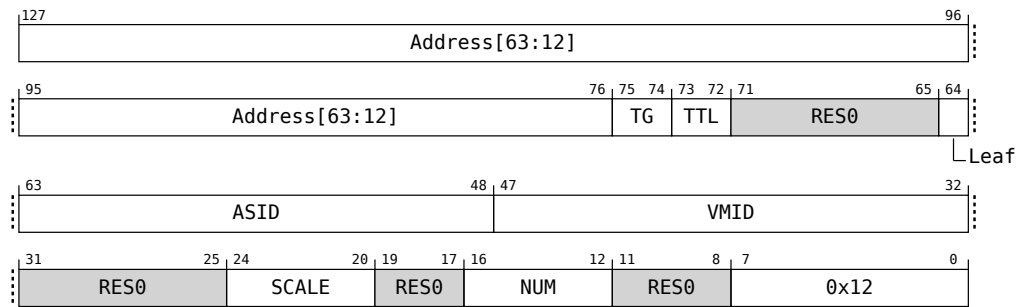 127 96
Address[63:12]
95 76 75 74 73 72 71 65 64
Address[63:12] TG TTL RES0
Leaf
63 48 47 32
ASID VMID
31 25 24 20 19 17 16 12 11 8 7 0
RES0 SCALE RES0 NUM RES0 0x12